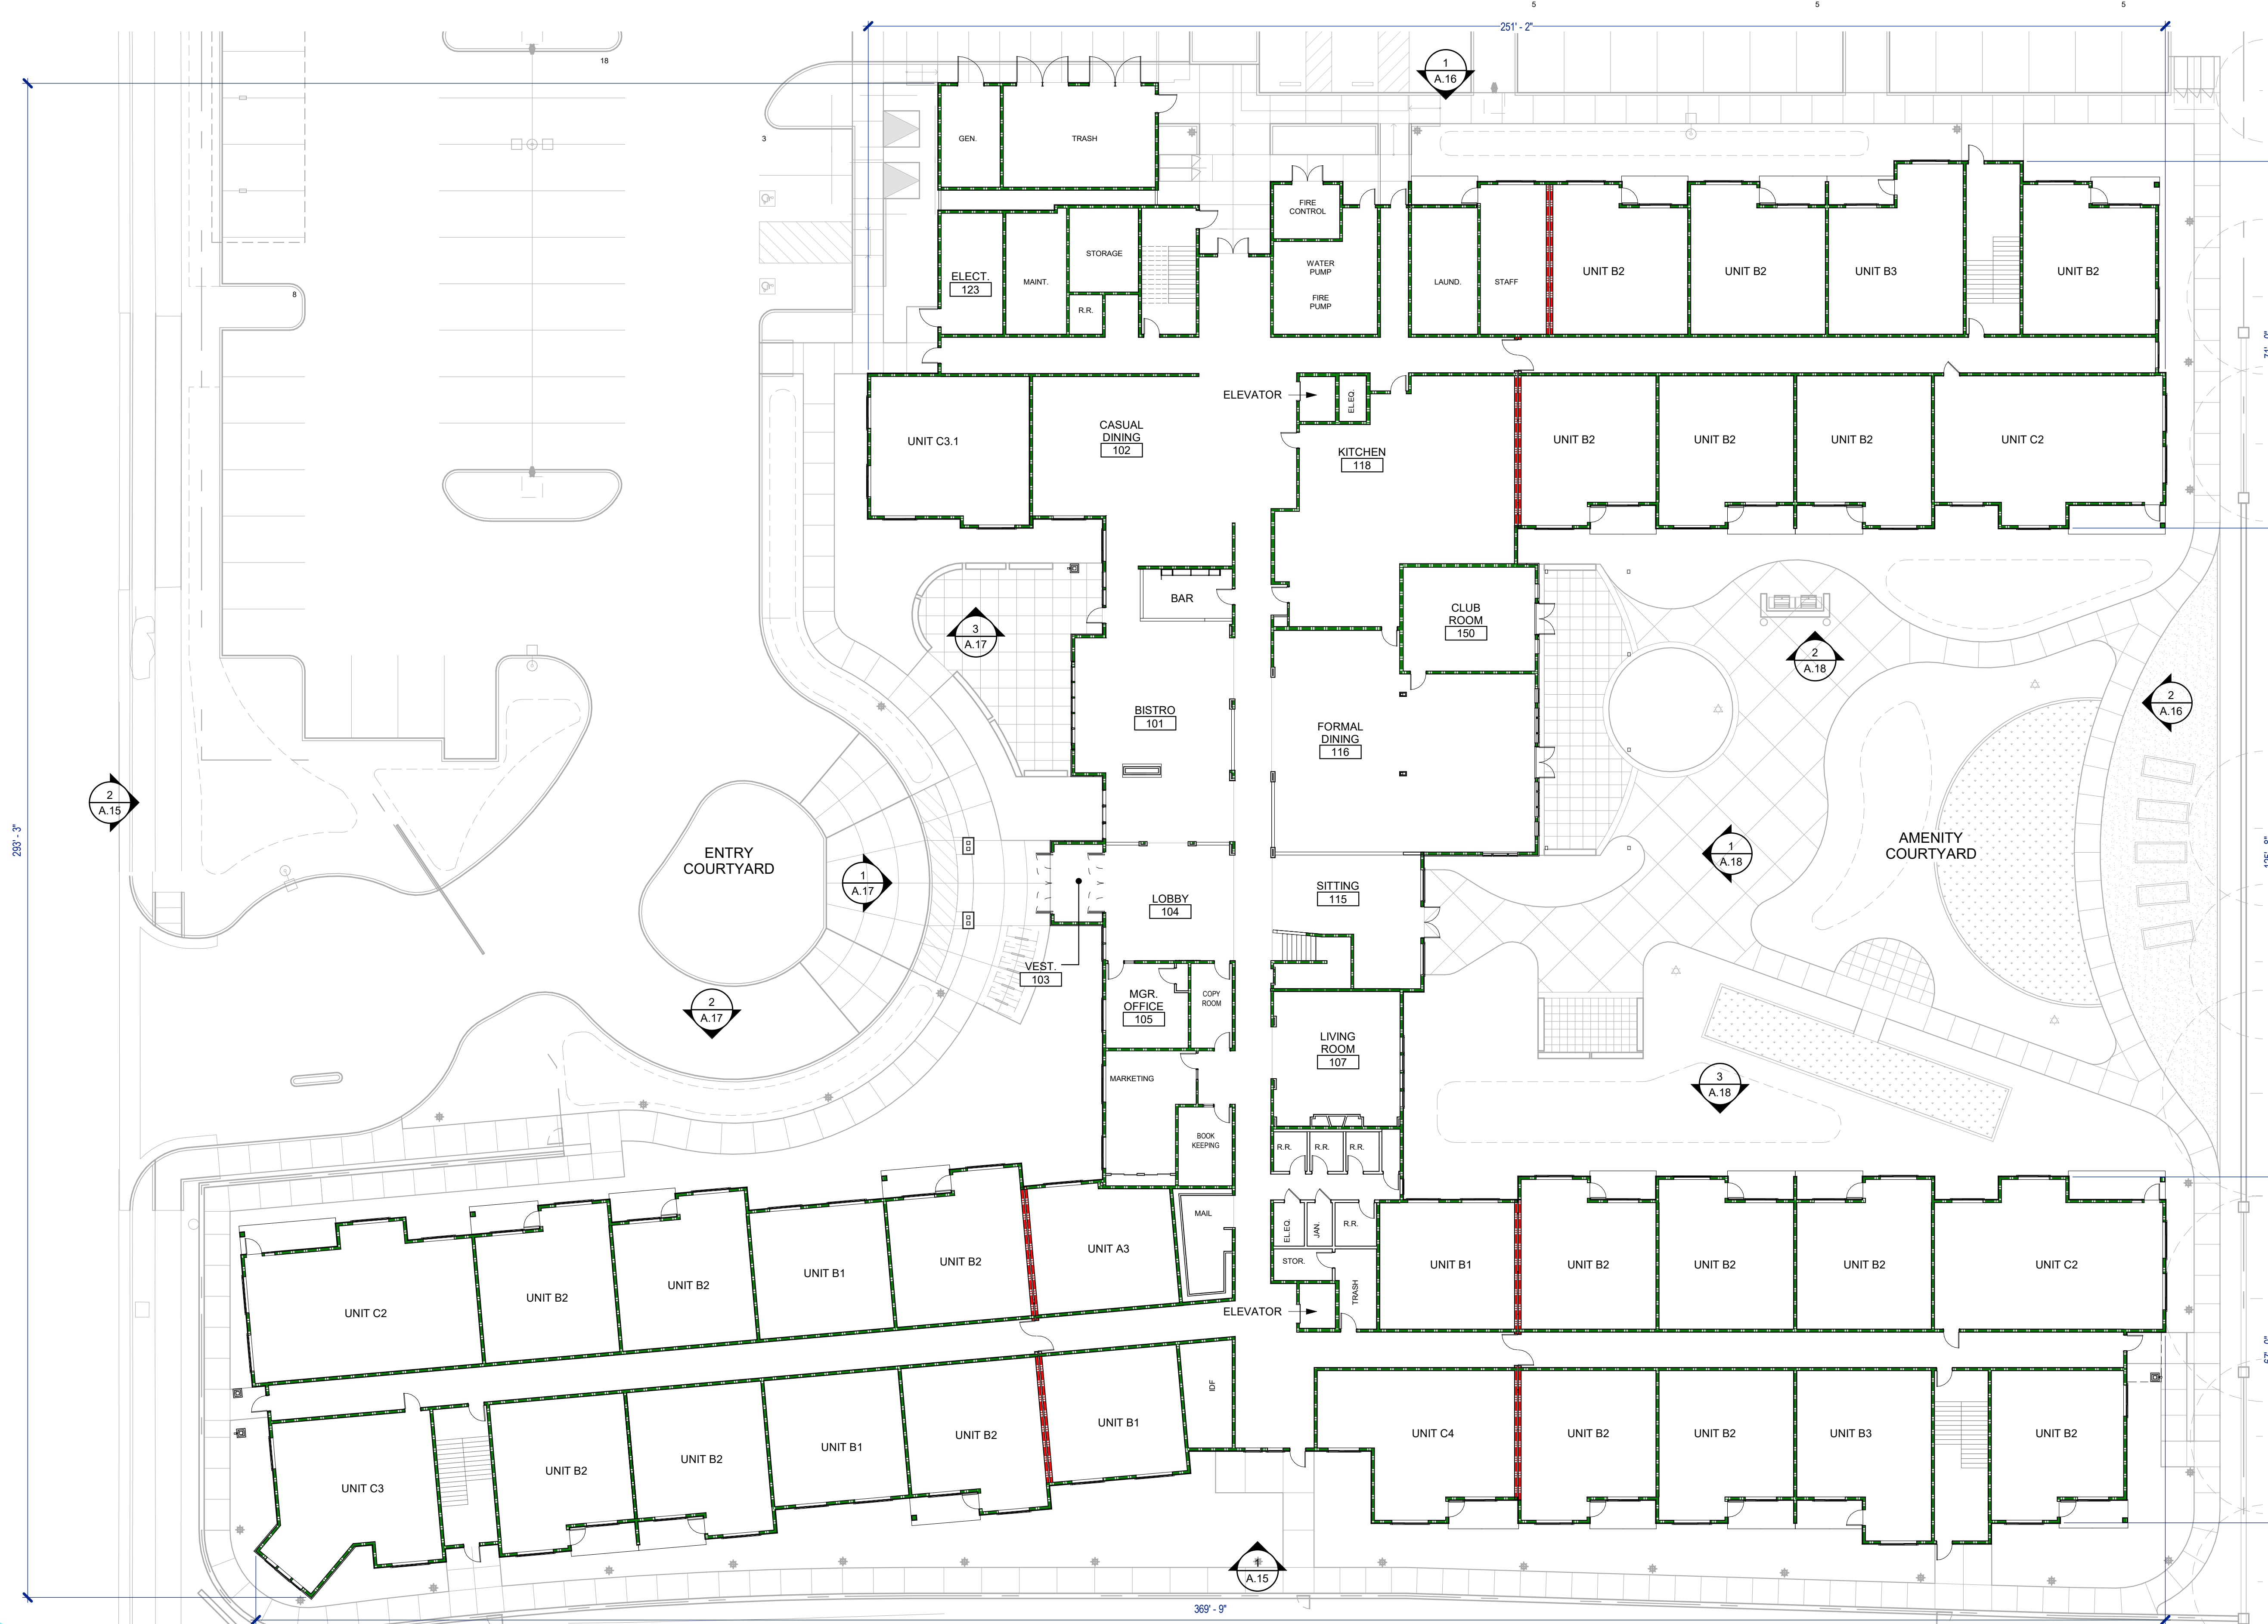 5
5
5
251' - 2"
18
1
A.16
3
GEN.
TRASH
FIRE
CONTROL
STORAGE
WATER
PUMP
FIRE
PUMP
ELECT.
123
MAINT.
R.R.
LAUND.
STAFF
UNIT B2
UNIT B2
UNIT B3
UNIT B2
8
71' - 0"
ELEVATOR
EL.EQ.
UNIT C3.1
CASUAL
DINING
102
KITCHEN
118
UNIT B2
UNIT B2
UNIT B2
UNIT C2
BAR
CLUB
ROOM
150
3
A.17
2
A.18
2
A.16
BISTRO
101
FORMAL
DINING
116
2
A.15
293' - 3"
ENTRY
COURTYARD
1
A.17
1
A.18
AMENITY
COURTYARD
126' - 8"
LOBBY
104
SITTING
115
VEST.
103
MGR.
OFFICE
105
COPY
ROOM
2
A.17
LIVING
ROOM
107
MARKETING
3
A.18
BOOK
KEEPING
R.R.
R.R.
R.R.
MAIL
EL.EQ.
JAN.
R.R.
STOR.
TRASH
ELEVATOR
UNIT C2
UNIT B2
UNIT B2
UNIT B1
UNIT B2
UNIT A3
UNIT B1
UNIT B2
UNIT B2
UNIT B2
UNIT C2
67' - 0"
UNIT C3
UNIT B2
UNIT B2
UNIT B1
UNIT B2
UNIT B1
IDF
UNIT C4
UNIT B2
UNIT B2
UNIT B3
UNIT B2
1
A.15
369' - 9"